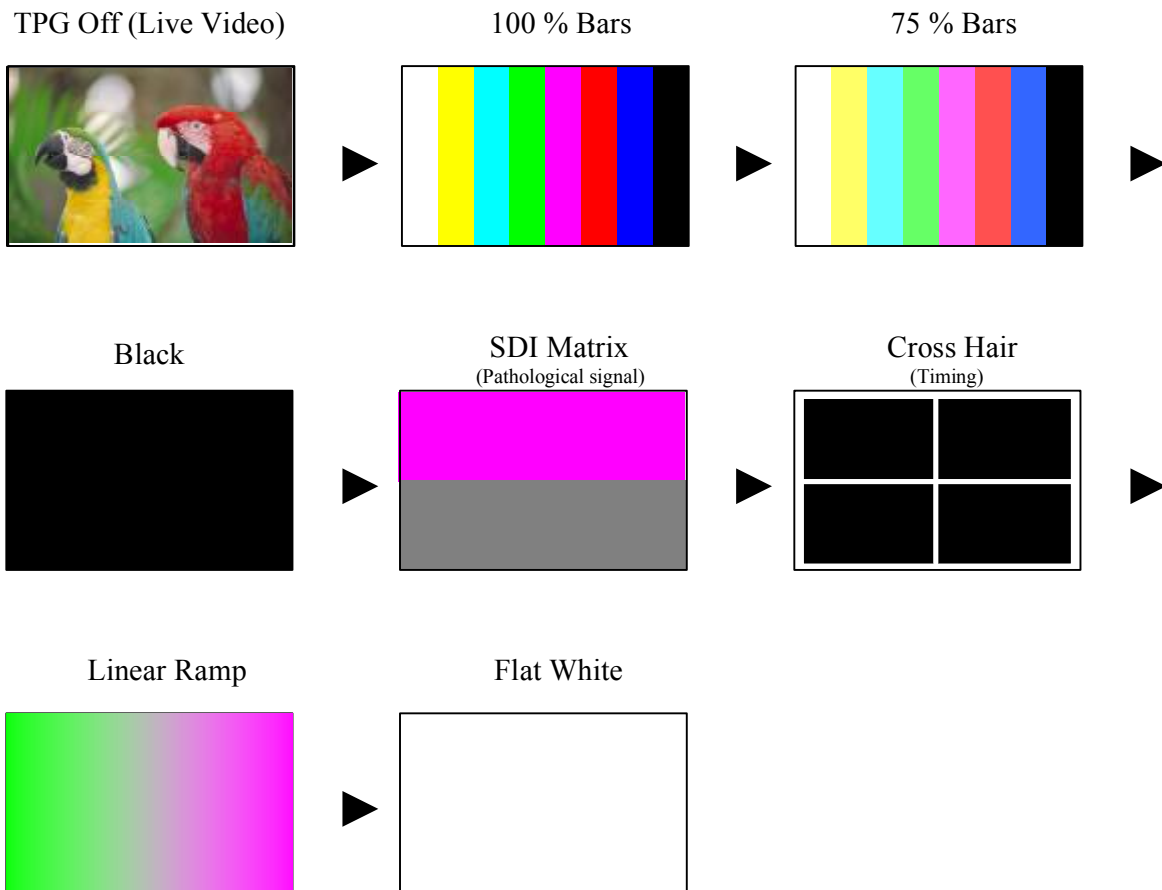 TPG Off (Live Video)
100 % Bars
75 % Bars
Black
SDI Matrix
(Pathological signal)
Cross Hair
(Timing)
Linear Ramp
Flat White